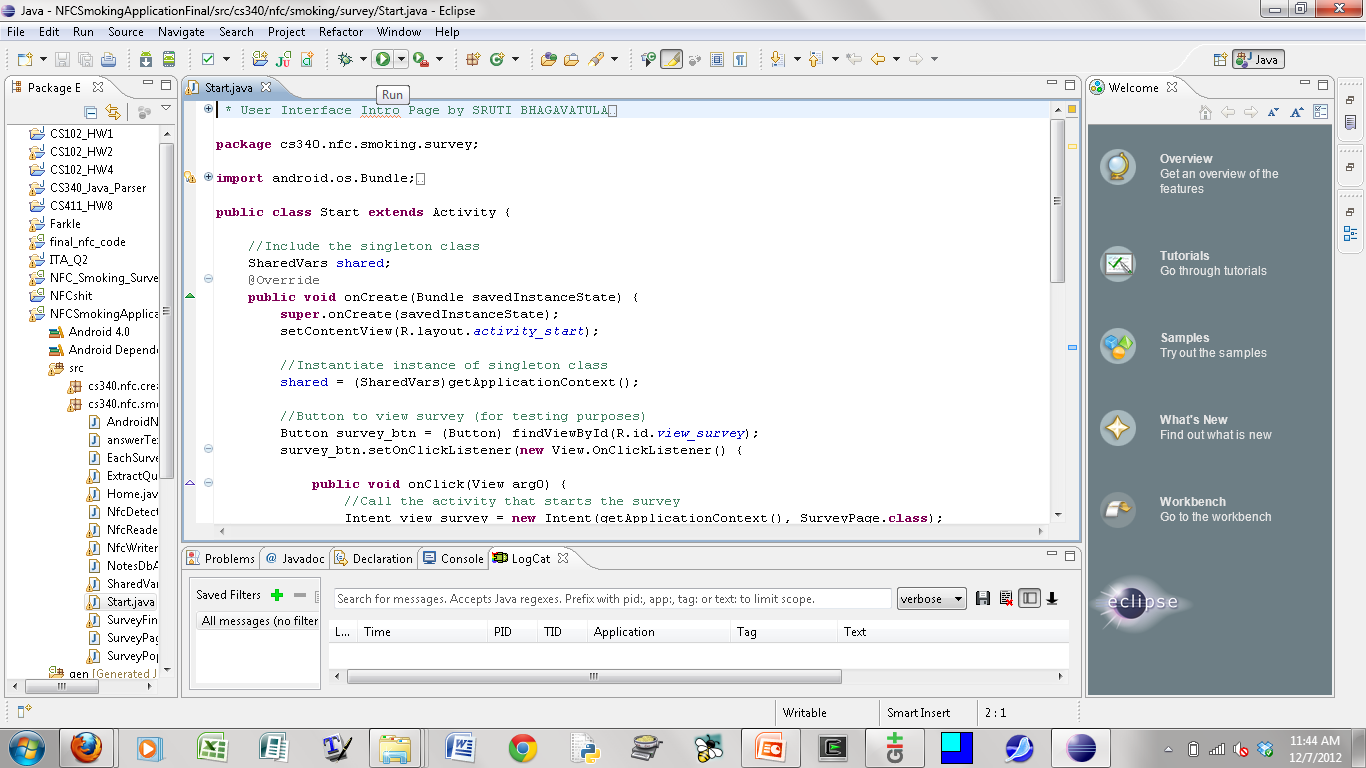 Java - NFCSmokingApplicationFinal/src/cs340/nfc/smoking/survey/Start.java - Eclipse
File Edit Run Source Navigate Search Project Refactor Window Help
Java
Package E
Start.java
Welcome
Run
CS102_HW1
CS102_HW2
CS102_HW4
CS340_Java_Parser
CS411_HW8
Farkle
final_nfc_code
ITA_Q2
NFC_Smoking_Surve
NFCshit
NFCSmokingApplica
Android 4.0
Android Depend
src
cs340.nfc.cre
cs340.nfc.smo
AndroidN
answerTe
EachSurve
ExtractQu
Home.jav
NfcDetect
NfcReade
NfcWriter
NotesDbA
SharedVar
Start.java
SurveyFin
SurveyPag
SurveyPop
gen [Generated J
* User Interface Intro Page by SRUTI BHAGAVATULA
package cs340.nfc.smoking.survey;
import android.os.Bundle;
public class Start extends Activity {
//Include the singleton class
SharedVars shared;
@Override
public void onCreate(Bundle savedInstanceState) {
super.onCreate(savedInstanceState);
setContentView(R.layout.activity_start);
//Instantiate instance of singleton class
shared = (SharedVars)getApplicationContext();
//Button to view survey (for testing purposes)
Button survey_btn = (Button) findViewById(R.id.view_survey);
survey_btn.setOnClickListener(new View.OnClickListener() {
public void onClick(View arg0) {
//Call the activity that starts the survey
Intent view_survey = new Intent(getApplicationContext(), SurveyPage.class);
Overview
Get an overview of the
features
Tutorials
Go through tutorials
Samples
Try out the samples
What's New
Find out what is new
Workbench
Go to the workbench
eclipse
Problems @ Javadoc Declaration Console LogCat
Saved Filters
All messages (no filter
Search for messages. Accepts Java regexes. Prefix with pid:, app:, tag: or text: to limit scope.
verbose
L... Time PID TID Application Tag Text
Writable Smart Insert 2 : 1
11:44 AM
12/7/2012